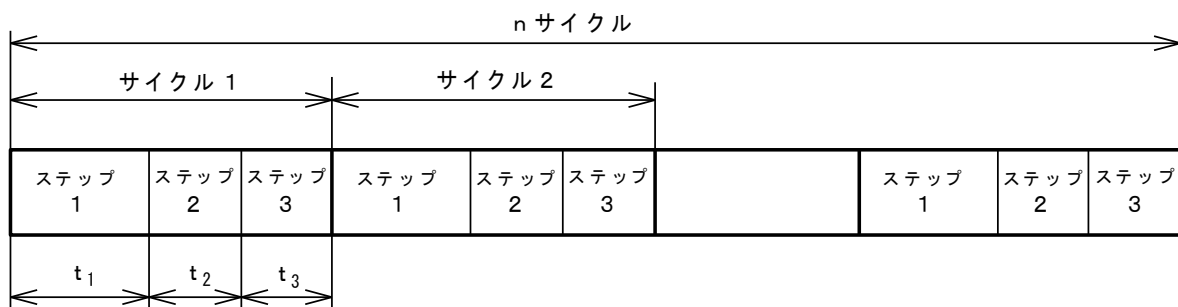 nサイクル
サイクル1 サイクル2
ステップ ステップ ステップ ステップ ステップ ステップ ステップ ステップ ステップ
1 2 3 1 2 3 1 2 3
t₁ t₂ t₃